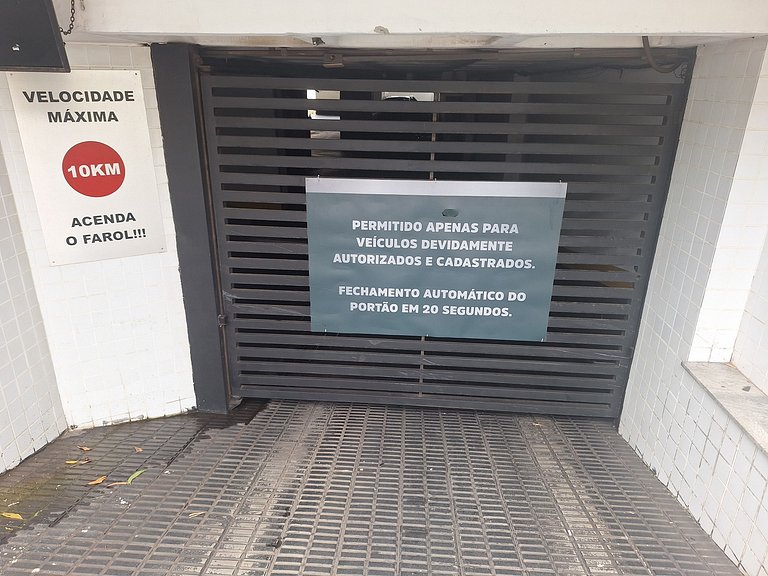 VELOCIDADE
MÁXIMA
10KM
ACENDA
O FAROL!!!
PERMITIDO APENAS PARA
VEÍCULOS DEVIDAMENTE
AUTORIZADOS E CADASTRADOS.
FECHAMENTO AUTOMÁTICO DO
PORTÃO EM 20 SEGUNDOS.